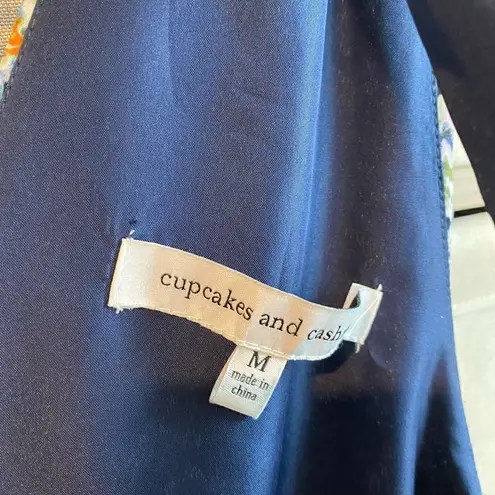 cupcakes and cash
M
made in
china